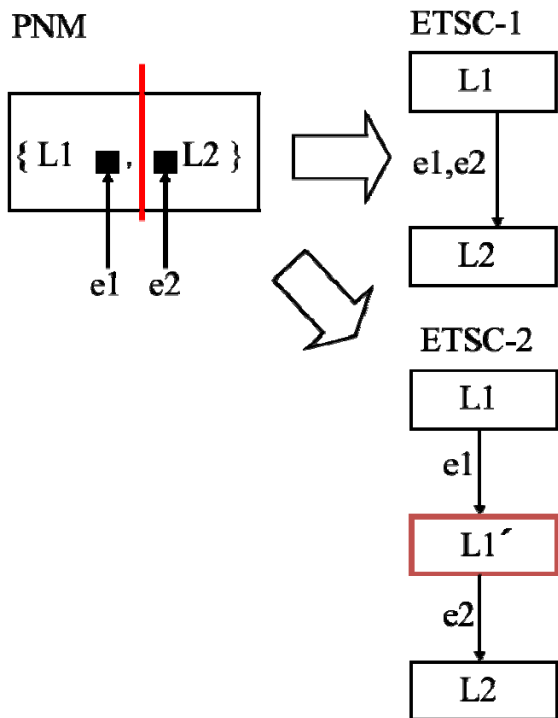 PNM
{ L1 ■, ■ L2 }
e1 e2
ETSC-1
L1
e1,e2
L2
ETSC-2
L1
e1
L1´
e2
L2